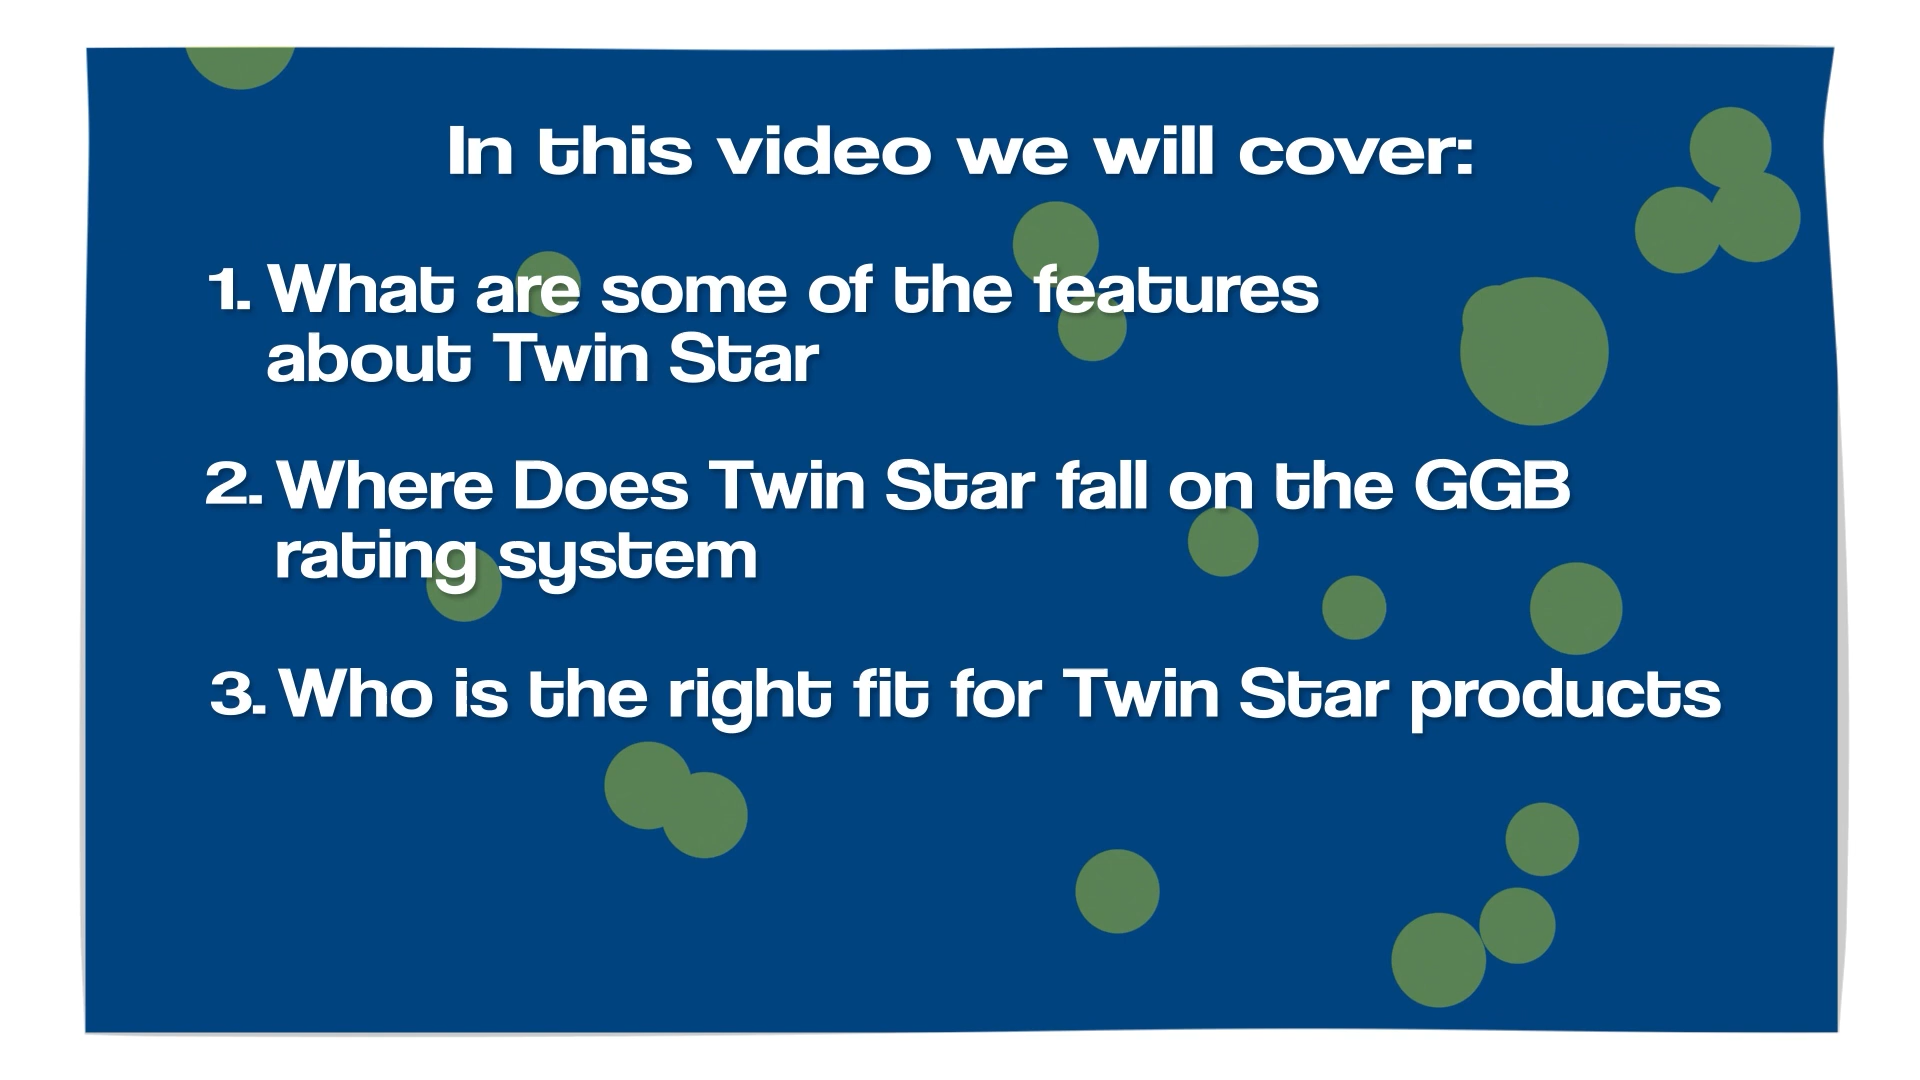 In this video we will cover:
1. What are some of the features
about Twin Star
2. Where Does Twin Star fall on the GGB
rating system
3. Who is the right fit for Twin Star products